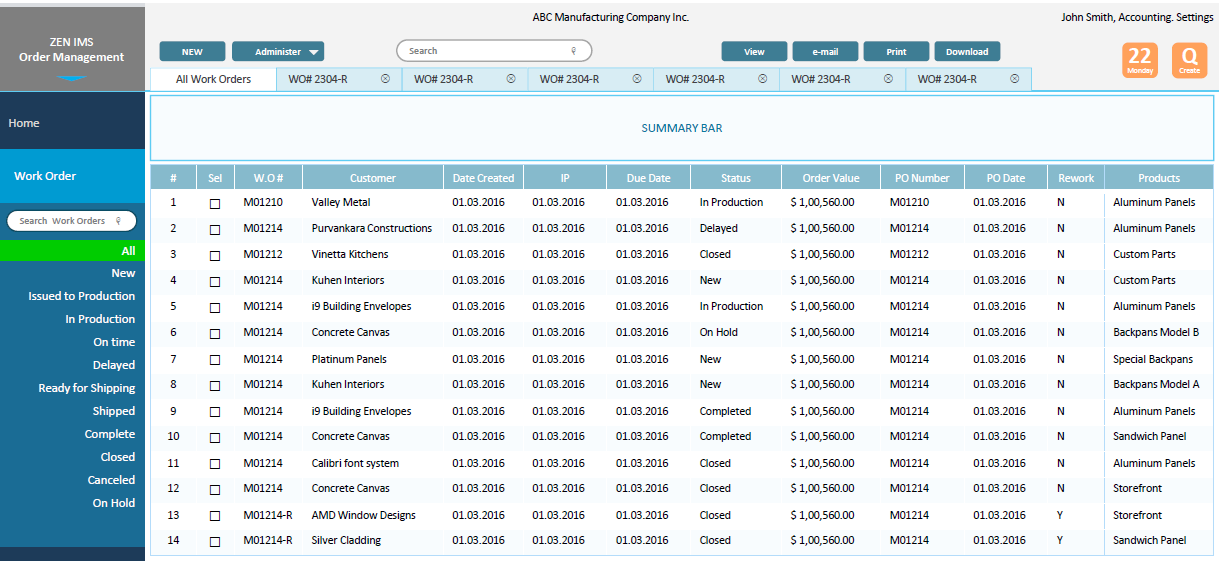 ABC Manufacturing Company Inc.
John Smith, Accounting. Settings
ZEN IMS
Order Management
NEW
Administer
Search
View
e-mail
Print
Download
22
Monday
Q
Create
All Work Orders
WO# 2304-R
WO# 2304-R
WO# 2304-R
WO# 2304-R
WO# 2304-R
WO# 2304-R
Home
Work Order
Search Work Orders
All
New
Issued to Production
In Production
On time
Delayed
Ready for Shipping
Shipped
Complete
Closed
Canceled
On Hold
SUMMARY BAR
# Sel W.O # Customer Date Created IP Due Date Status Order Value PO Number PO Date Rework Products
1 M01210 Valley Metal 01.03.2016 01.03.2016 01.03.2016 In Production $ 1,00,560.00 M01210 01.03.2016 N Aluminum Panels
2 M01214 Purvankara Constructions 01.03.2016 01.03.2016 01.03.2016 Delayed $ 1,00,560.00 M01214 01.03.2016 N Aluminum Panels
3 M01212 Vinetta Kitchens 01.03.2016 01.03.2016 01.03.2016 Closed $ 1,00,560.00 M01212 01.03.2016 N Custom Parts
4 M01214 Kuhen Interiors 01.03.2016 01.03.2016 01.03.2016 New $ 1,00,560.00 M01214 01.03.2016 N Custom Parts
5 M01214 i9 Building Envelopes 01.03.2016 01.03.2016 01.03.2016 In Production $ 1,00,560.00 M01214 01.03.2016 N Aluminum Panels
6 M01214 Concrete Canvas 01.03.2016 01.03.2016 01.03.2016 On Hold $ 1,00,560.00 M01214 01.03.2016 N Backpans Model B
7 M01214 Platinum Panels 01.03.2016 01.03.2016 01.03.2016 New $ 1,00,560.00 M01214 01.03.2016 N Special Backpans
8 M01214 Kuhen Interiors 01.03.2016 01.03.2016 01.03.2016 New $ 1,00,560.00 M01214 01.03.2016 N Backpans Model A
9 M01214 i9 Building Envelopes 01.03.2016 01.03.2016 01.03.2016 Completed $ 1,00,560.00 M01214 01.03.2016 N Aluminum Panels
10 M01214 Concrete Canvas 01.03.2016 01.03.2016 01.03.2016 Completed $ 1,00,560.00 M01214 01.03.2016 N Sandwich Panel
11 M01214 Calibri font system 01.03.2016 01.03.2016 01.03.2016 Closed $ 1,00,560.00 M01214 01.03.2016 N Aluminum Panels
12 M01214 Concrete Canvas 01.03.2016 01.03.2016 01.03.2016 Closed $ 1,00,560.00 M01214 01.03.2016 N Storefront
13 M01214-R AMD Window Designs 01.03.2016 01.03.2016 01.03.2016 Closed $ 1,00,560.00 M01214 01.03.2016 Y Storefront
14 M01214-R Silver Cladding 01.03.2016 01.03.2016 01.03.2016 Closed $ 1,00,560.00 M01214 01.03.2016 Y Sandwich Panel